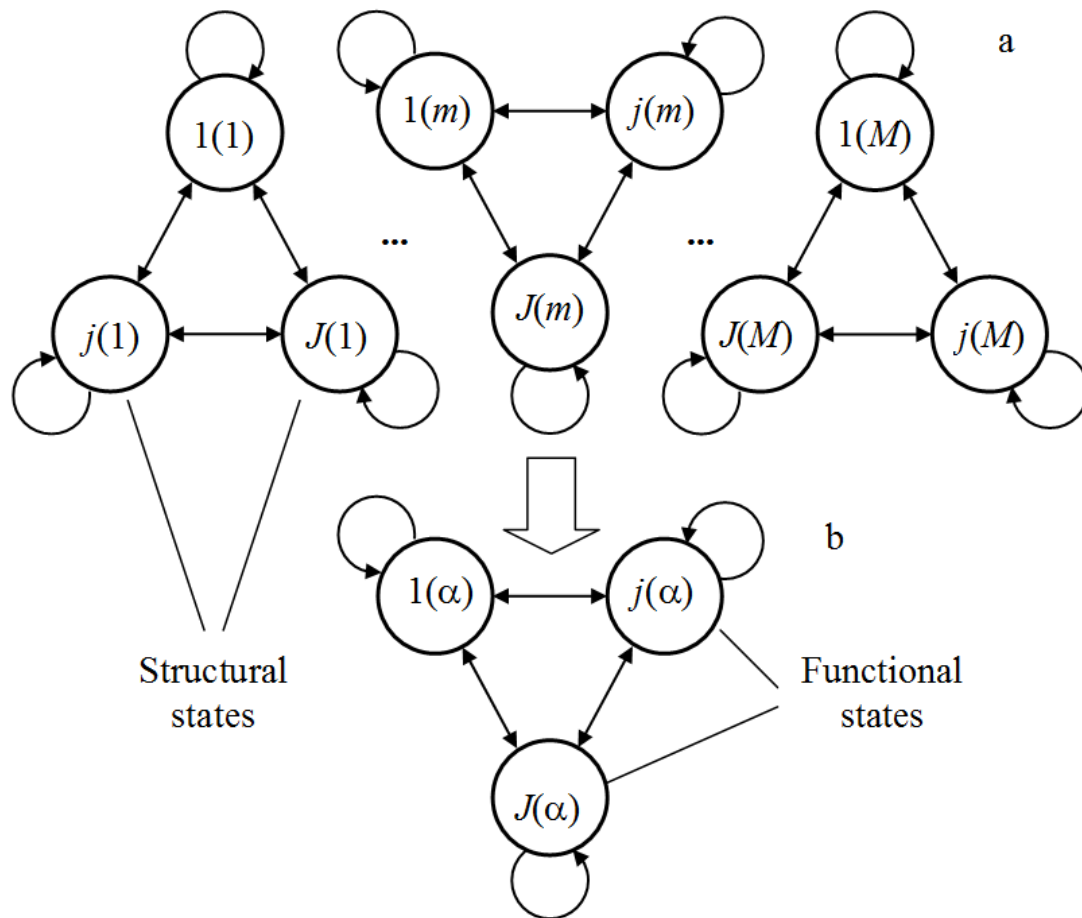 a
1(1)
1(m)
j(m)
1(M)
...
...
j(1)
J(1)
J(m)
J(M)
j(M)
b
1(α)
j(α)
Structural
states
Functional
states
J(α)